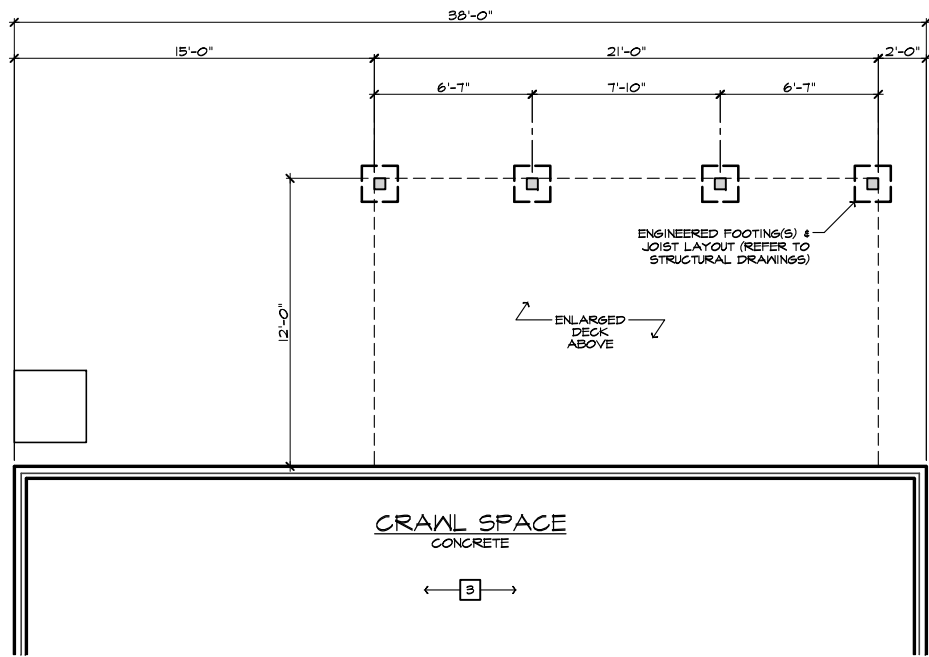 38'-0"
15'-0"
21'-0"
2'-0"
6'-7"
7'-10"
6'-7"
ENGINEERED FOOTING(S) &
JOIST LAYOUT (REFER TO
STRUCTURAL DRAWINGS)
12'-0"
ENLARGED
DECK
ABOVE
CRAWL SPACE
CONCRETE
3